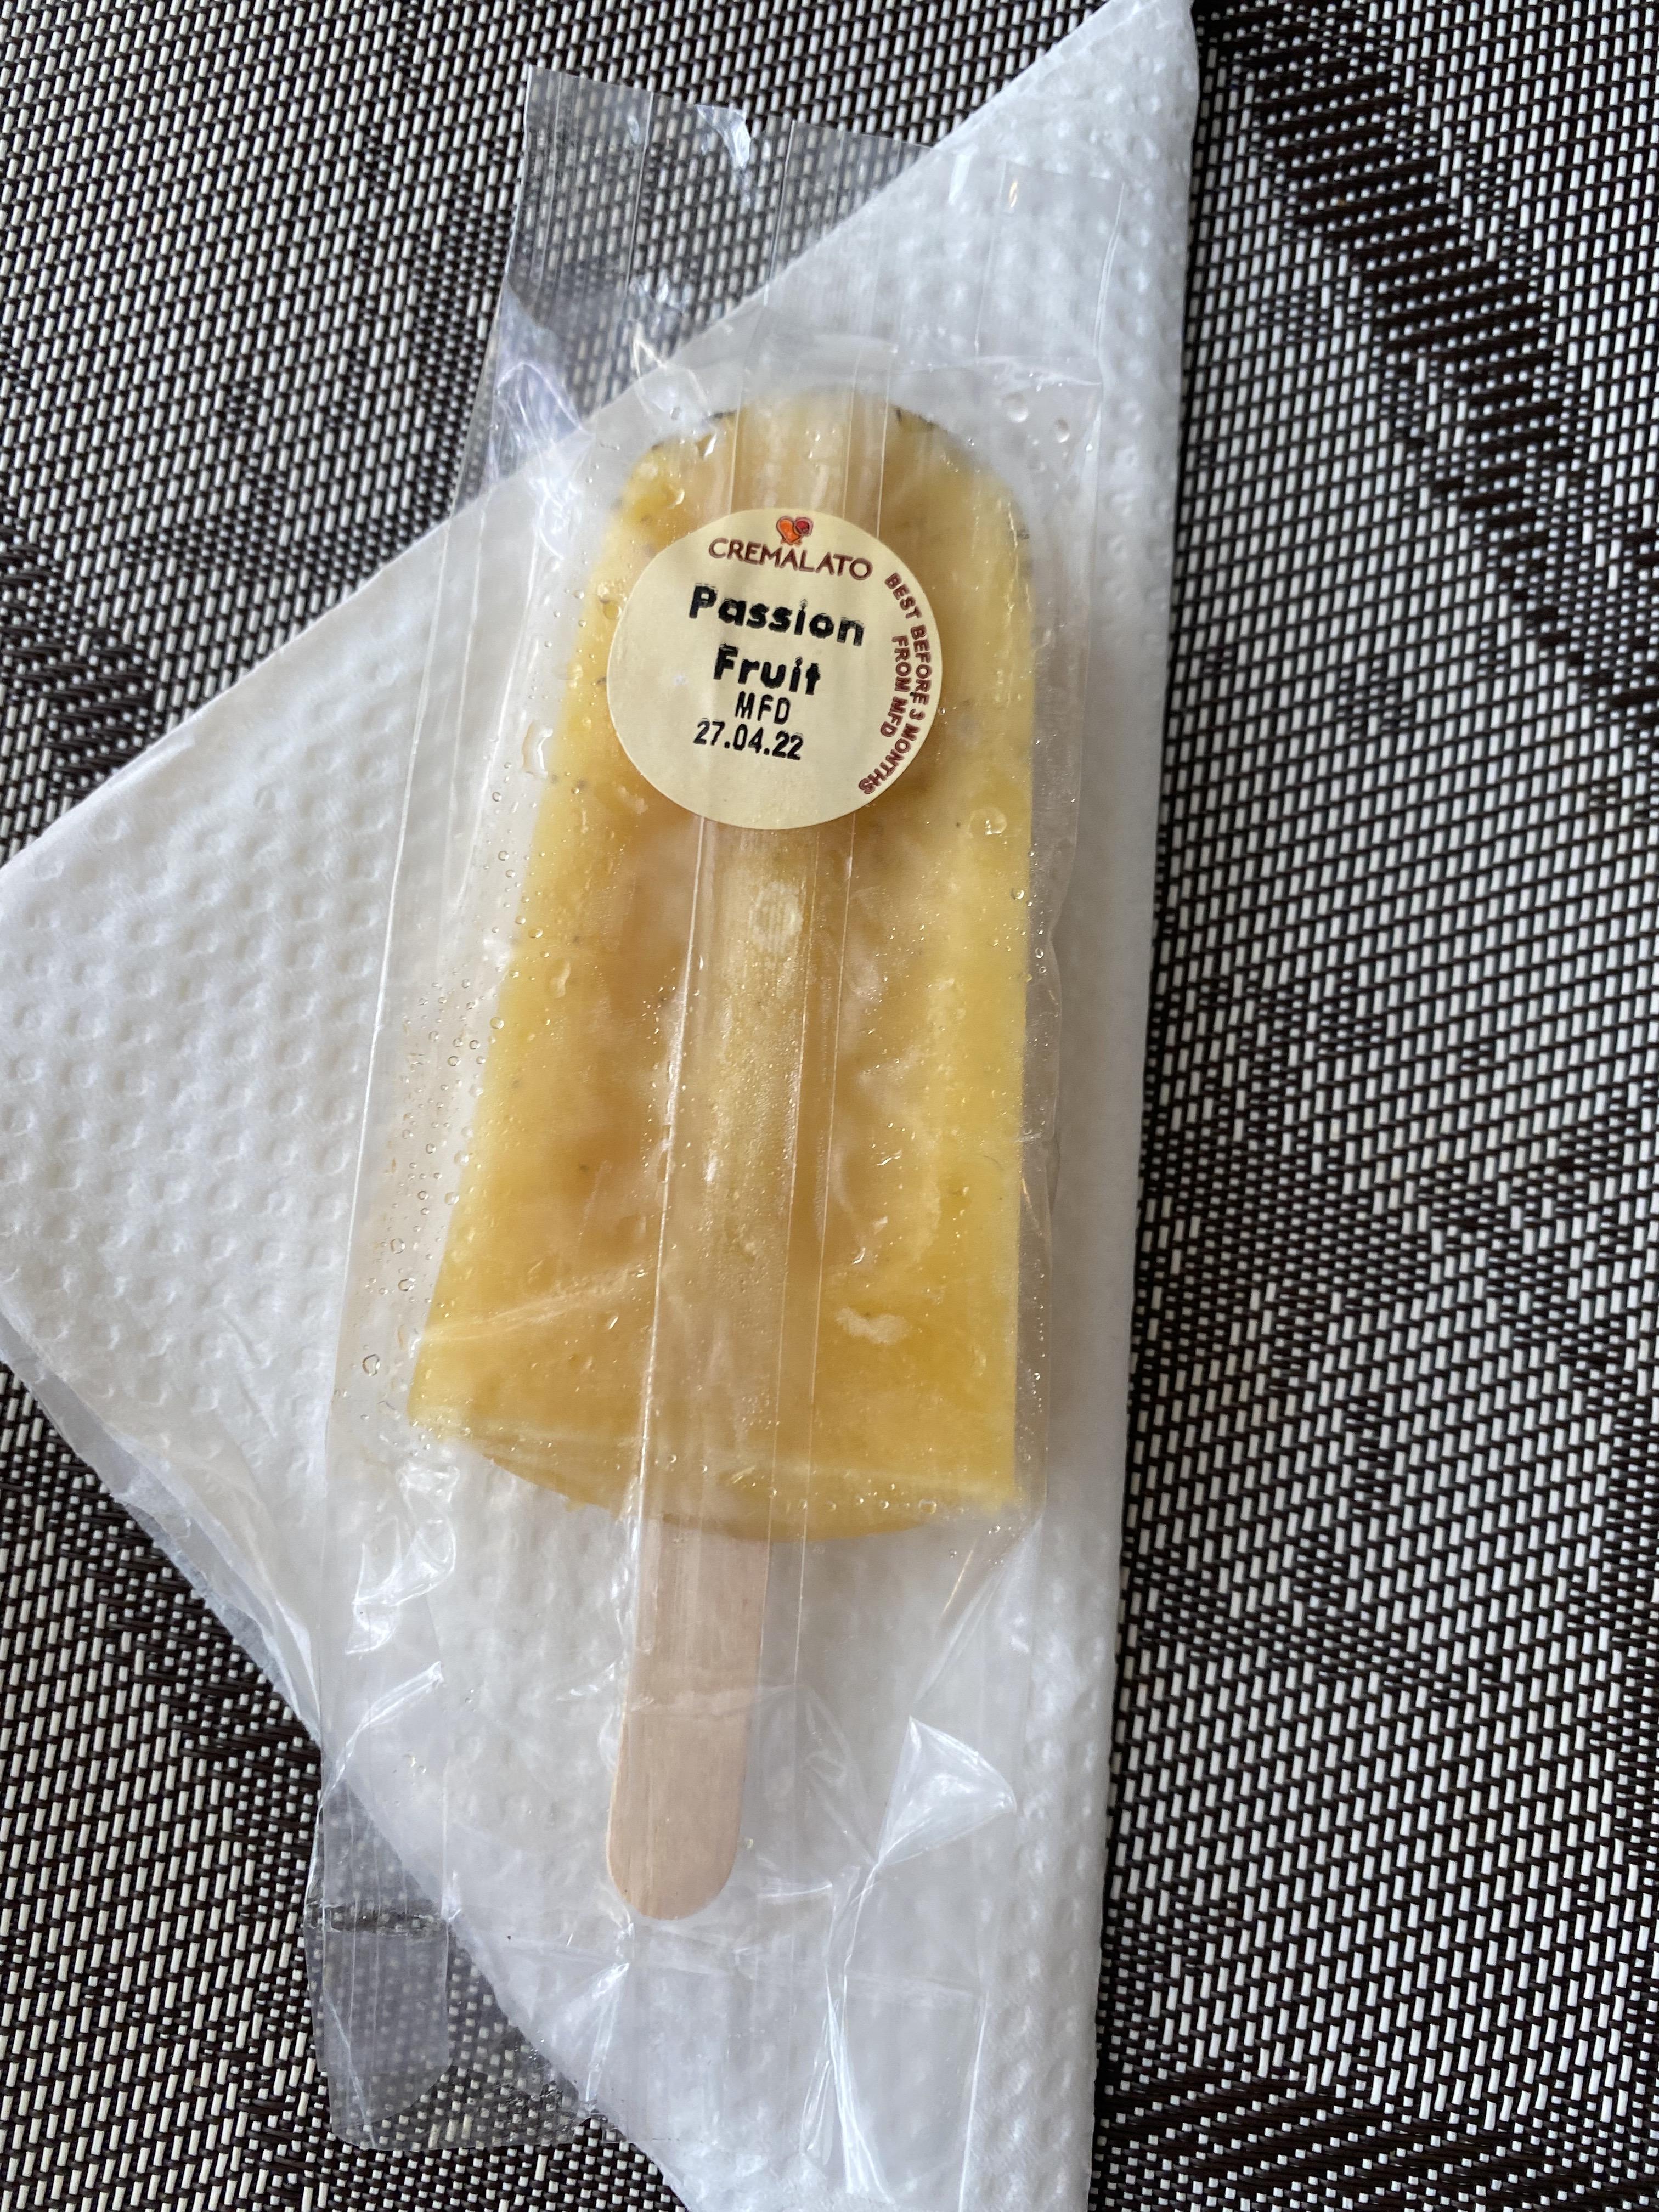 CREMALATO
Passion
Fruit
MFD
27.04.22
BEST BEFORE 3 MONTHS
FROM MFD